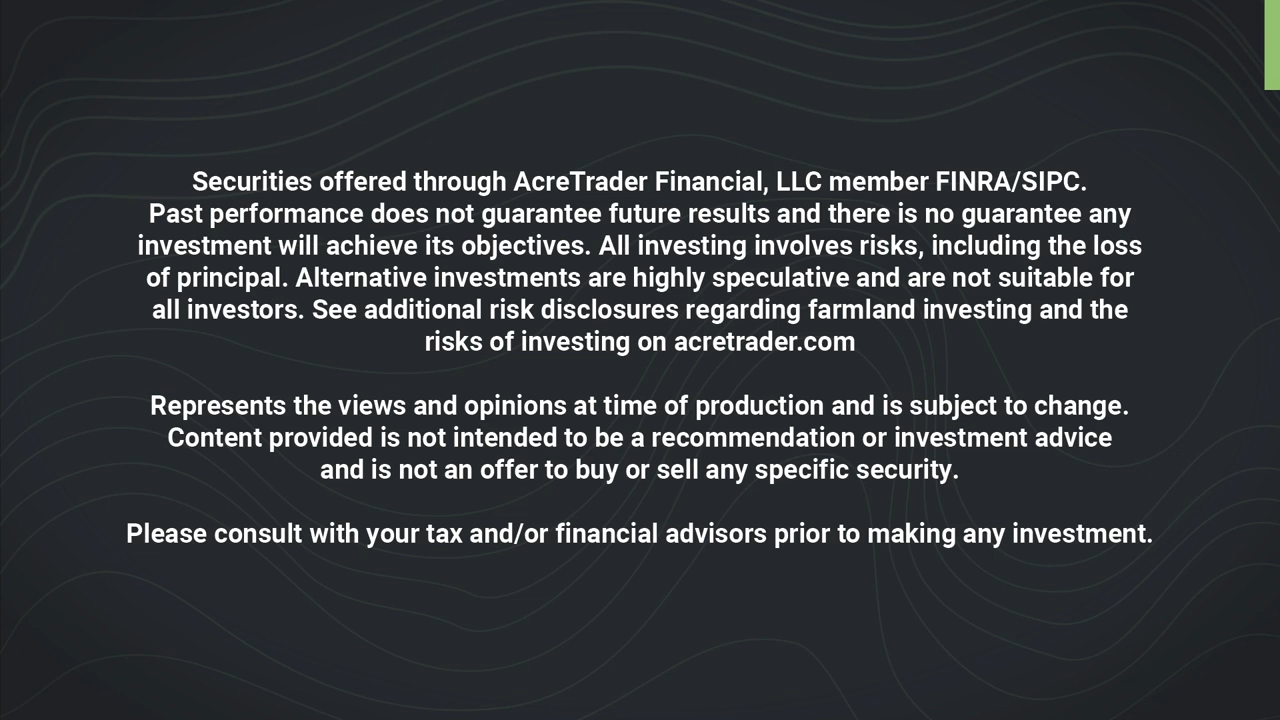 Securities offered through AcreTrader Financial, LLC member FINRA/SIPC.
Past performance does not guarantee future results and there is no guarantee any
investment will achieve its objectives. All investing involves risks, including the loss
of principal. Alternative investments are highly speculative and are not suitable for
all investors. See additional risk disclosures regarding farmland investing and the
risks of investing on acretrader.com
Represents the views and opinions at time of production and is subject to change.
Content provided is not intended to be a recommendation or investment advice
and is not an offer to buy or sell any specific security.
Please consult with your tax and/or financial advisors prior to making any investment.